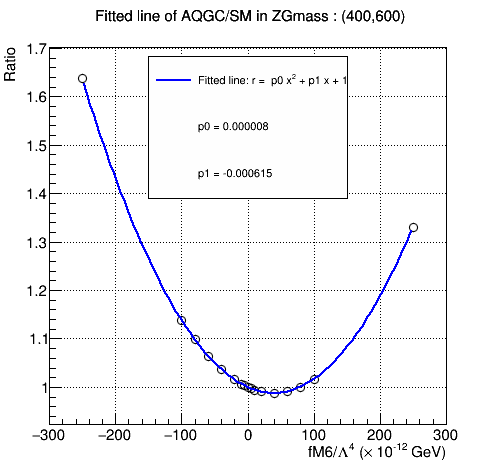 Fitted line of AQGC/SM in ZGmass : (400,600)
Ratio
1.7
1.6
1.5
1.4
1.3
1.2
1.1
1
Fitted line: r = p0 x² + p1 x + 1
p0 = 0.000008
p1 = -0.000615
−300 −200 −100 0 100 200 300
fM6/Λ⁴ (× 10⁻¹² GeV)